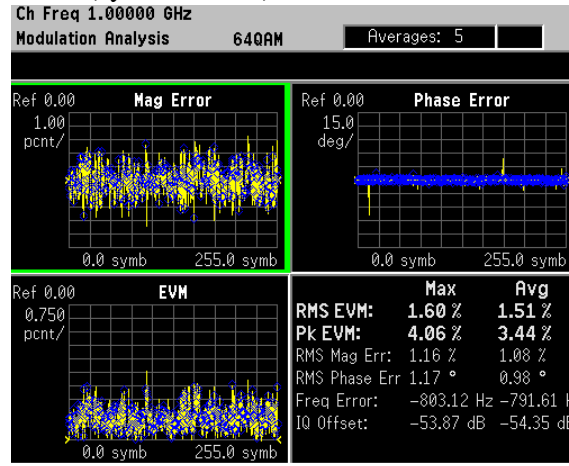 Ch Freq 1.00000 GHz
Modulation Analysis 64QAM Averages: 5
Ref 0.00 Mag Error
1.00
pcnt/
0.0 symb 255.0 symb
Ref 0.00 Phase Error
15.0
deg/
0.0 symb 255.0 symb
Ref 0.00 EVM
0.750
pcnt/
0.0 symb 255.0 symb
Max Avg
RMS EVM: 1.60 % 1.51 %
Pk EVM: 4.06 % 3.44 %
RMS Mag Err: 1.16 % 1.08 %
RMS Phase Err 1.17 ° 0.98 °
Freq Error: -803.12 Hz -791.61 H
IQ Offset: -53.87 dB -54.35 dB